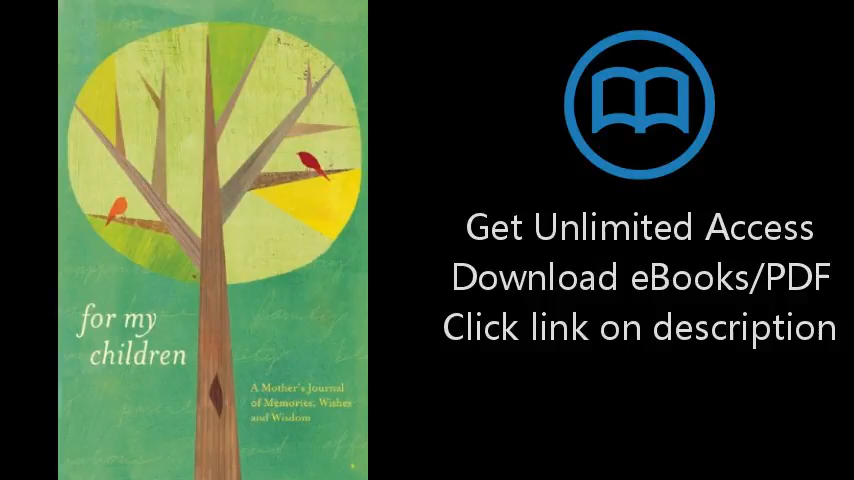 for my
children
A Mother's Journal
of Memories, Wishes
and Wisdom
Get Unlimited Access
Download eBooks/PDF
Click link on description